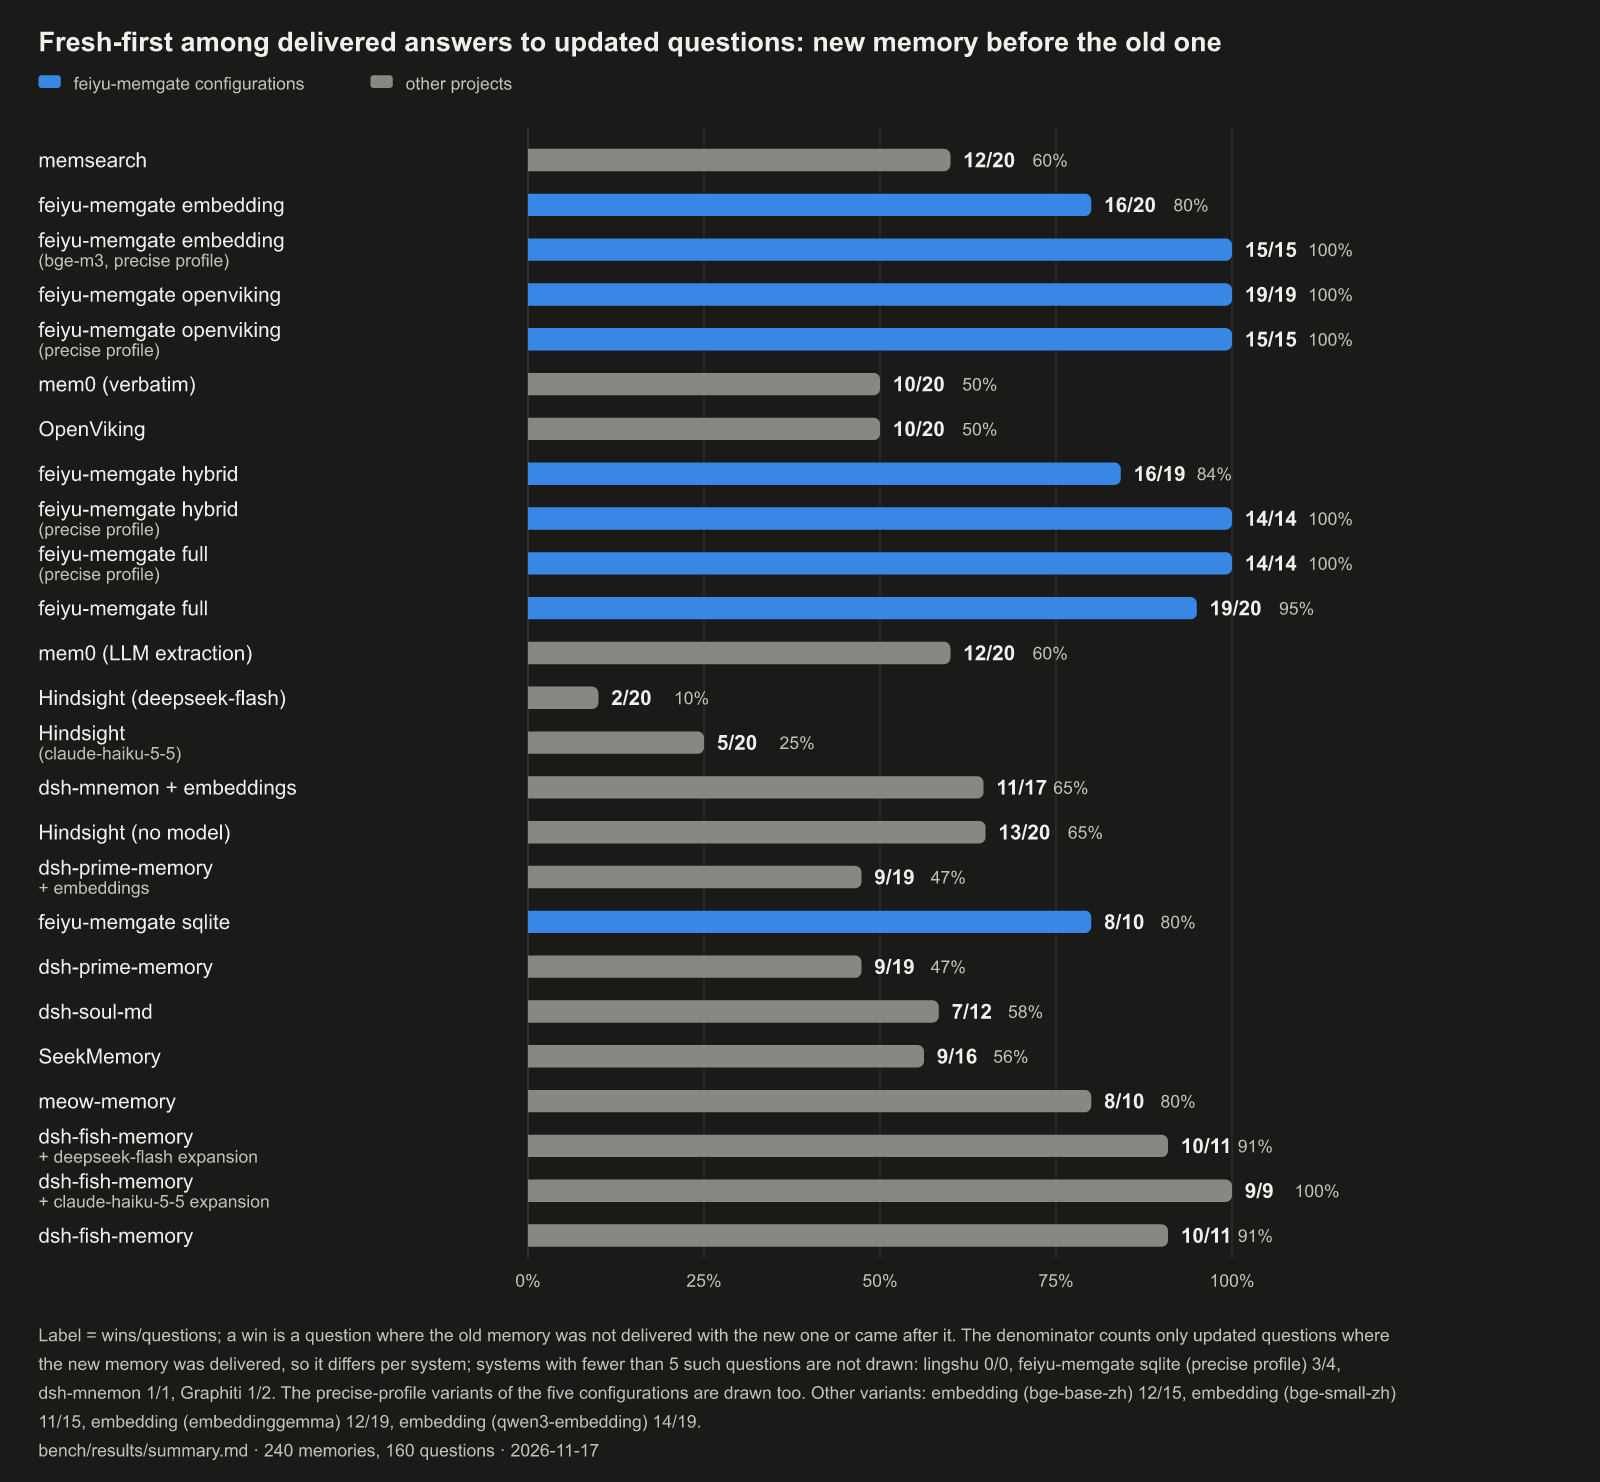 Fresh-first among delivered answers to updated questions: new memory before the old one
feiyu-memgate configurations
other projects
memsearch
12/20 60%
feiyu-memgate embedding
16/20 80%
feiyu-memgate embedding
(bge-m3, precise profile)
15/15 100%
feiyu-memgate openviking
19/19 100%
feiyu-memgate openviking
(precise profile)
15/15 100%
mem0 (verbatim)
10/20 50%
OpenViking
10/20 50%
feiyu-memgate hybrid
16/19 84%
feiyu-memgate hybrid
(precise profile)
14/14 100%
feiyu-memgate full
(precise profile)
14/14 100%
feiyu-memgate full
19/20 95%
mem0 (LLM extraction)
12/20 60%
Hindsight (deepseek-flash)
2/20 10%
Hindsight
(claude-haiku-5-5)
5/20 25%
dsh-mnemon + embeddings
11/17 65%
Hindsight (no model)
13/20 65%
dsh-prime-memory
+ embeddings
9/19 47%
feiyu-memgate sqlite
8/10 80%
dsh-prime-memory
9/19 47%
dsh-soul-md
7/12 58%
SeekMemory
9/16 56%
meow-memory
8/10 80%
dsh-fish-memory
+ deepseek-flash expansion
10/11 91%
dsh-fish-memory
+ claude-haiku-5-5 expansion
9/9 100%
dsh-fish-memory
10/11 91%
0% 25% 50% 75% 100%
Label = wins/questions; a win is a question where the old memory was not delivered with the new one or came after it. The denominator counts only updated questions where
the new memory was delivered, so it differs per system; systems with fewer than 5 such questions are not drawn: lingshu 0/0, feiyu-memgate sqlite (precise profile) 3/4,
dsh-mnemon 1/1, Graphiti 1/2. The precise-profile variants of the five configurations are drawn too. Other variants: embedding (bge-base-zh) 12/15, embedding (bge-small-zh)
11/15, embedding (embeddinggemma) 12/19, embedding (qwen3-embedding) 14/19.
bench/results/summary.md · 240 memories, 160 questions · 2026-11-17